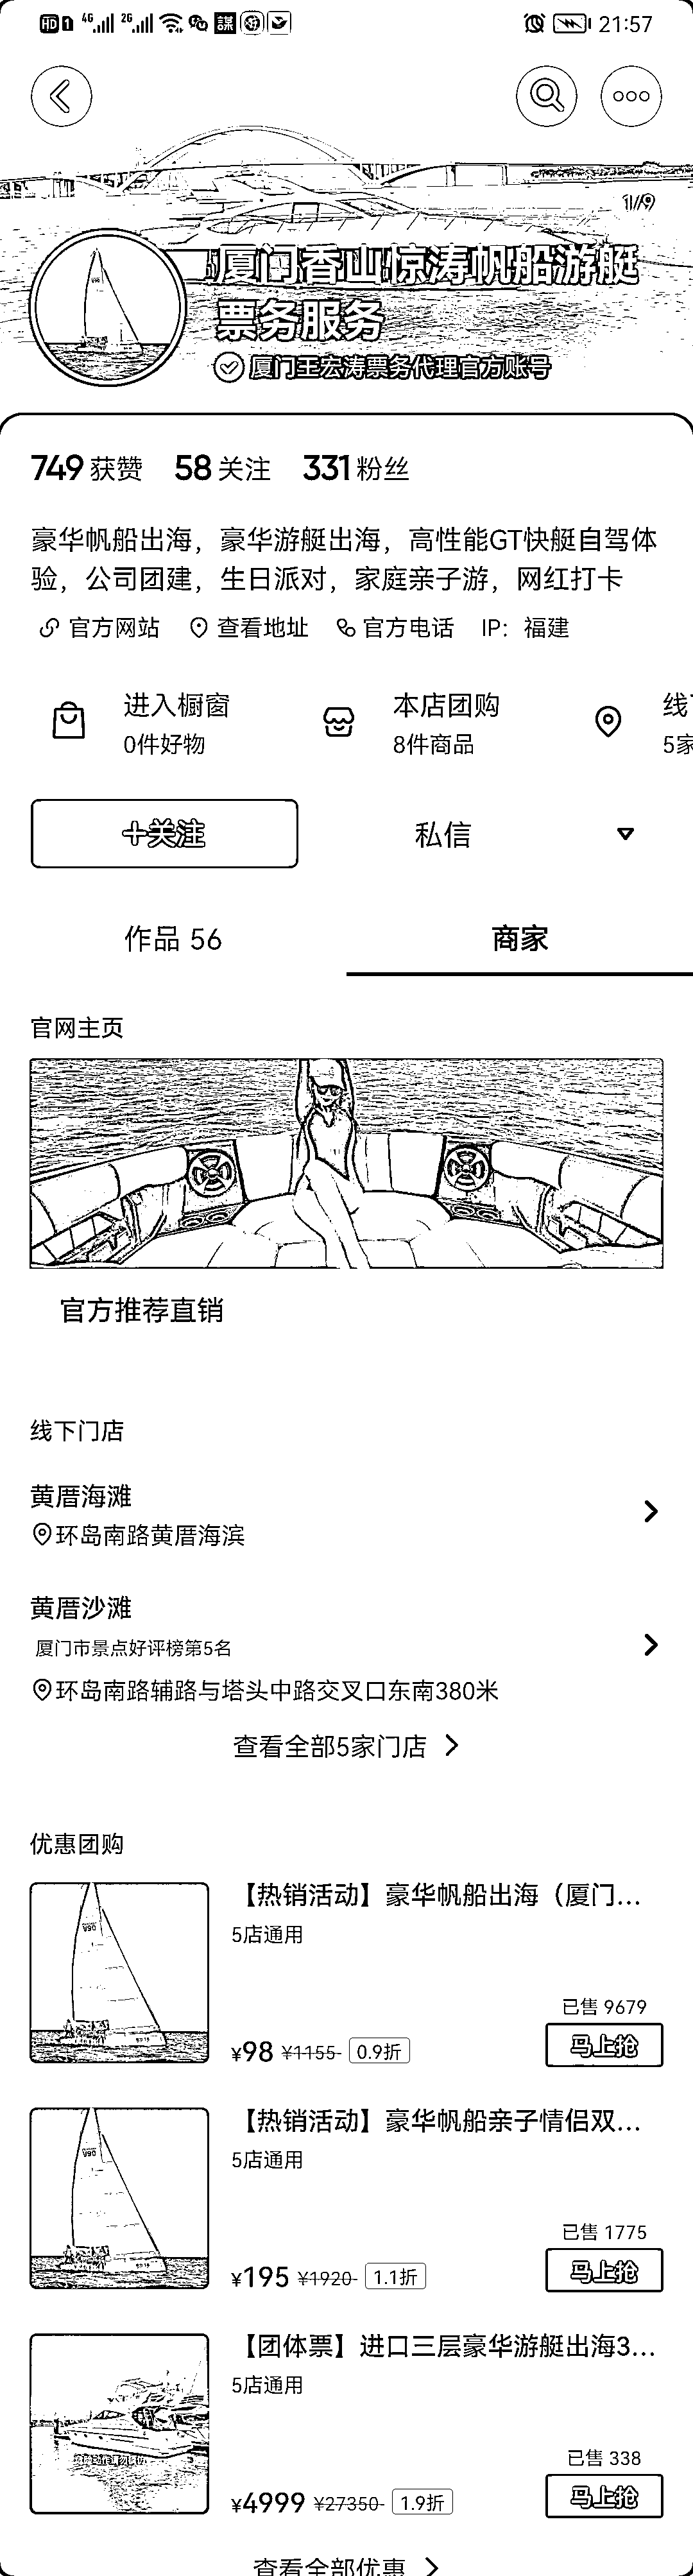 HD 1 4G 2G 謀 21:57
1/9
厦门香山惊涛帆船游艇
票务服务
厦门王宏涛票务代理官方账号
749 获赞 58 关注 331 粉丝
豪华帆船出海，豪华游艇出海，高性能GT快艇自驾体
验，公司团建，生日派对，家庭亲子游，网红打卡
官方网站 查看地址 官方电话 IP：福建
进入橱窗 本店团购 线下
0件好物 8件商品 5家
+关注 私信
作品 56 商家
官网主页
官方推荐直销
线下门店
黄厝海滩
环岛南路黄厝海滨
黄厝沙滩
厦门市景点好评榜第5名
环岛南路辅路与塔头中路交叉口东南380米
查看全部5家门店
优惠团购
【热销活动】豪华帆船出海（厦门...
5店通用
已售 9679
¥98 ¥1155 0.9折 马上抢
【热销活动】豪华帆船亲子情侣双...
5店通用
已售 1775
¥195 ¥1920 1.1折 马上抢
【团体票】进口三层豪华游艇出海3...
5店通用
已售 338
¥4999 ¥27350 1.9折 马上抢
查看全部优惠